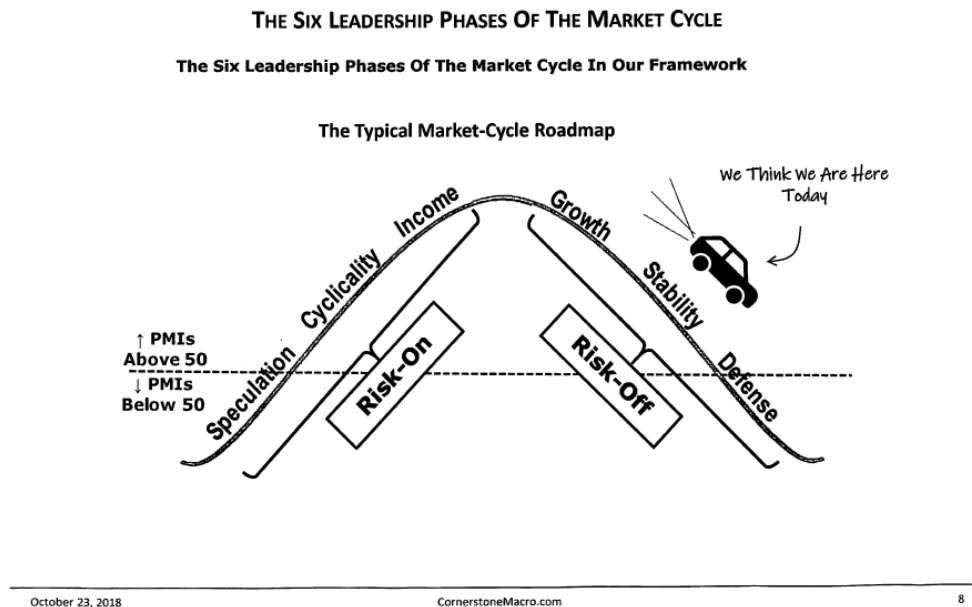 THE SIX LEADERSHIP PHASES OF THE MARKET CYCLE
The Six Leadership Phases Of The Market Cycle In Our Framework
The Typical Market-Cycle Roadmap
We Think We Are Here
Today
Income
Growth
Cyclicality
Stability
↑ PMIs
Above 50
↓ PMIs
Below 50
Speculation
Risk-On
Risk-Off
Defense
October 23, 2018
CornerstoneMacro.com
8